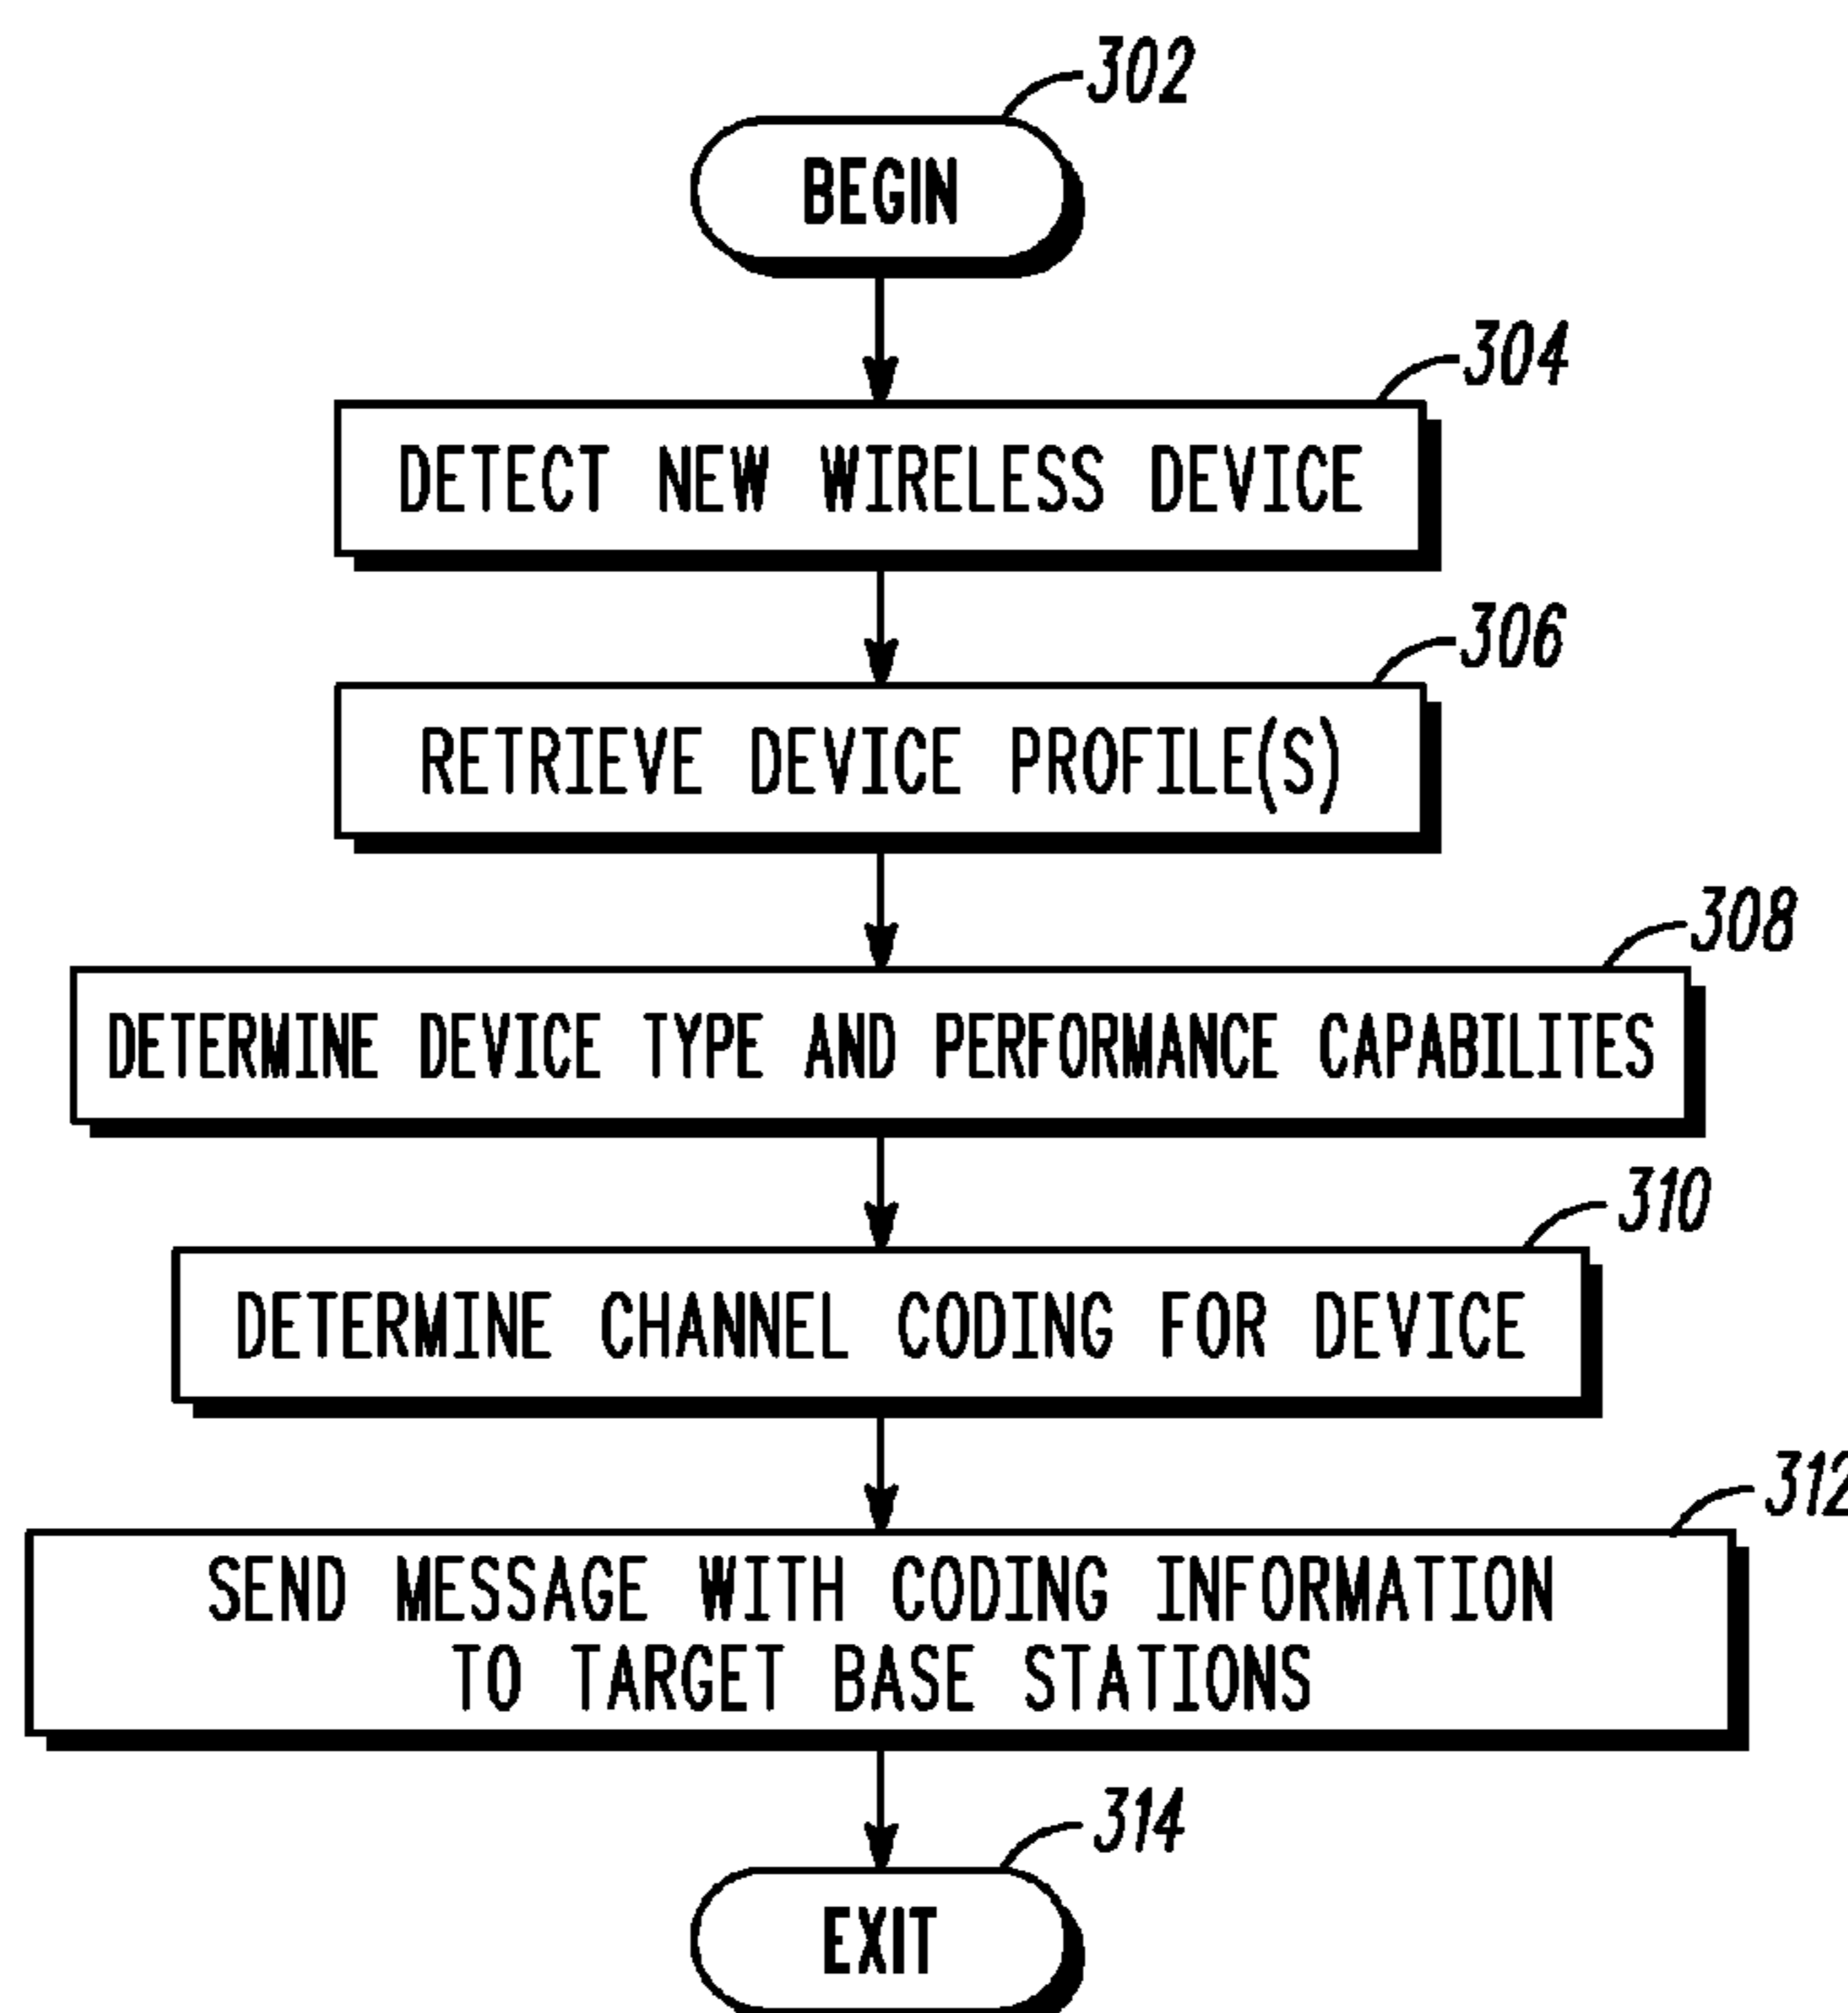 302
BEGIN
304
DETECT NEW WIRELESS DEVICE
306
RETRIEVE DEVICE PROFILE(S)
308
DETERMINE DEVICE TYPE AND PERFORMANCE CAPABILITES
310
DETERMINE CHANNEL CODING FOR DEVICE
312
SEND MESSAGE WITH CODING INFORMATION
TO TARGET BASE STATIONS
314
EXIT